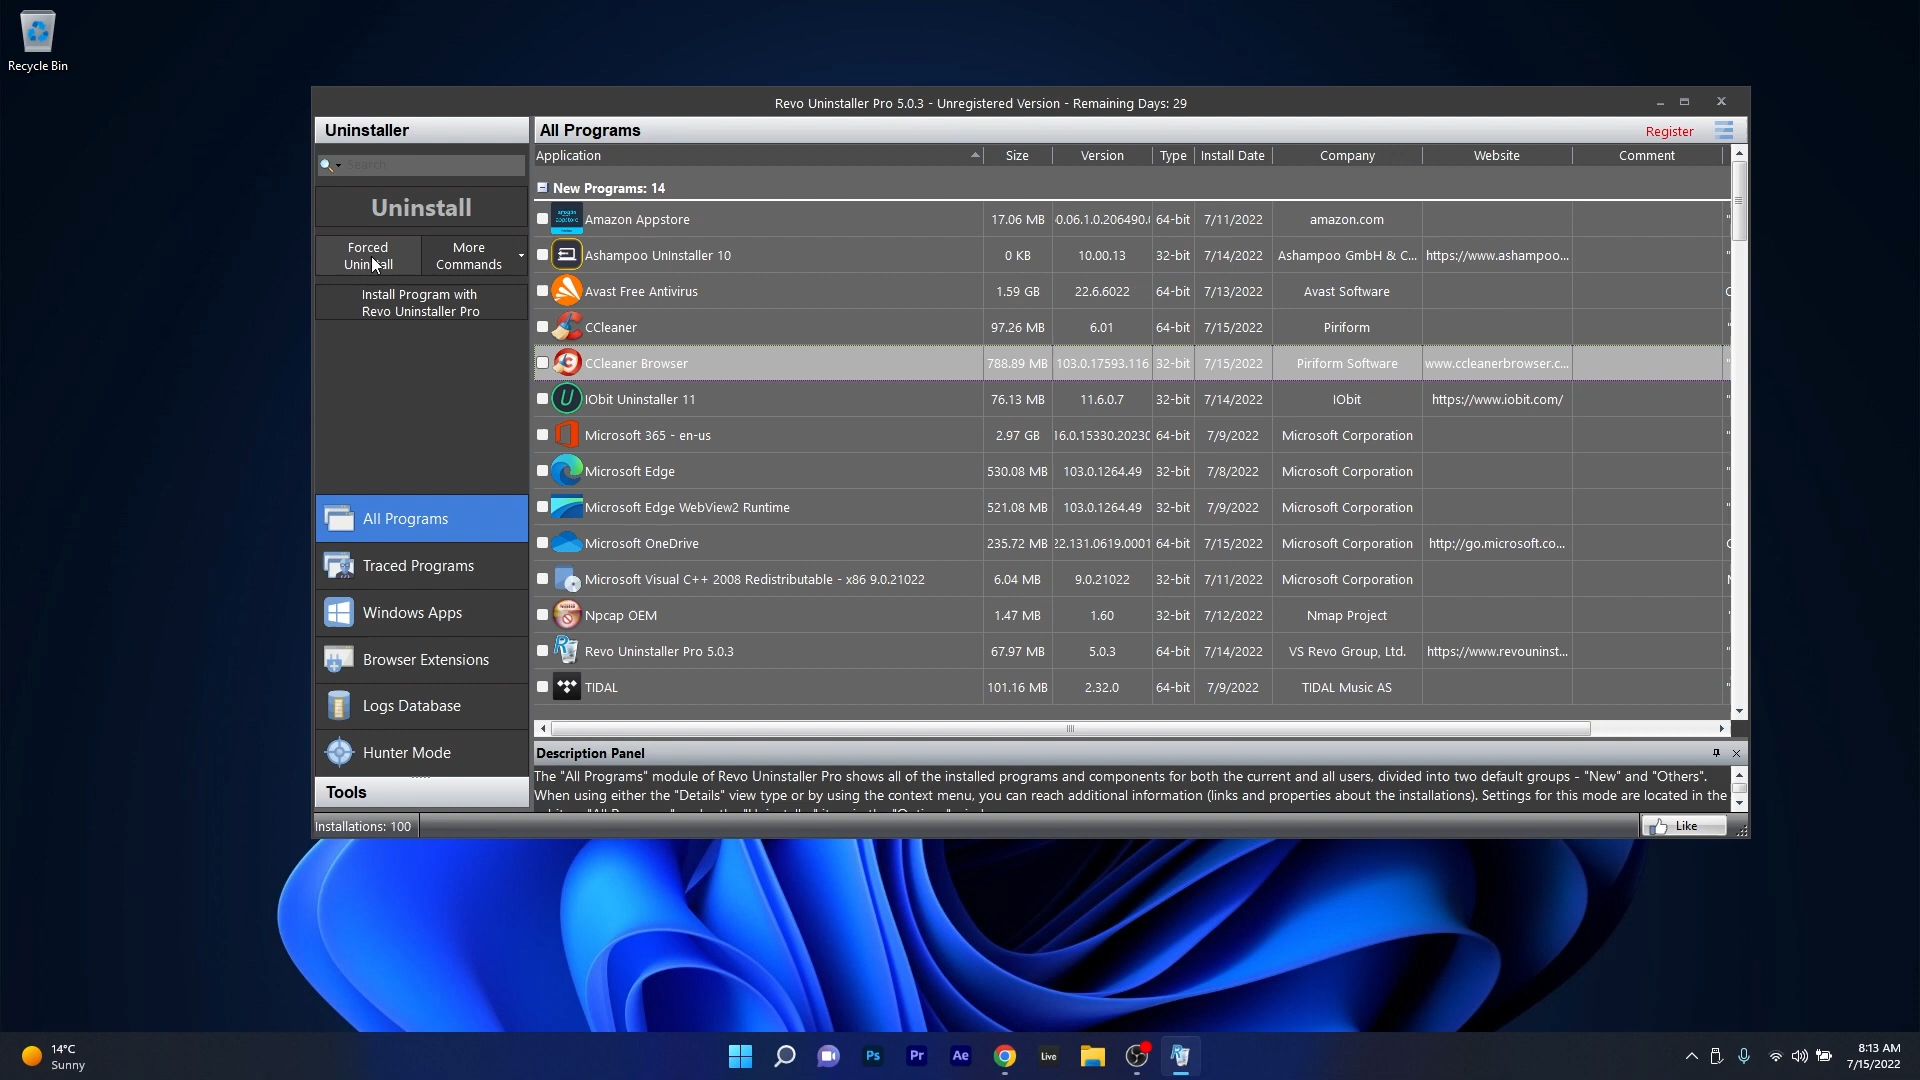 Recycle Bin
Revo Uninstaller Pro 5.0.3 - Unregistered Version - Remaining Days: 29
Uninstaller
Search
Uninstall
Forced
Uninstall
More
Commands
Install Program with
Revo Uninstaller Pro
All Programs
Traced Programs
Windows Apps
Browser Extensions
Logs Database
Hunter Mode
Tools
Installations: 100
All Programs
Register
Application Size Version Type Install Date Company Website Comment
New Programs: 14
Amazon Appstore 17.06 MB 0.06.1.0.206490.( 64-bit 7/11/2022 amazon.com
Ashampoo UnInstaller 10 0 KB 10.00.13 32-bit 7/14/2022 Ashampoo GmbH & C... https://www.ashampoo...
Avast Free Antivirus 1.59 GB 22.6.6022 64-bit 7/13/2022 Avast Software
CCleaner 97.26 MB 6.01 64-bit 7/15/2022 Piriform
CCleaner Browser 788.89 MB 103.0.17593.116 32-bit 7/15/2022 Piriform Software www.ccleanerbrowser.c...
IObit Uninstaller 11 76.13 MB 11.6.0.7 32-bit 7/14/2022 IObit https://www.iobit.com/
Microsoft 365 - en-us 2.97 GB 16.0.15330.2023 64-bit 7/9/2022 Microsoft Corporation
Microsoft Edge 530.08 MB 103.0.1264.49 32-bit 7/8/2022 Microsoft Corporation
Microsoft Edge WebView2 Runtime 521.08 MB 103.0.1264.49 32-bit 7/9/2022 Microsoft Corporation
Microsoft OneDrive 235.72 MB 22.131.0619.0001 64-bit 7/15/2022 Microsoft Corporation http://go.microsoft.co...
Microsoft Visual C++ 2008 Redistributable - x86 9.0.21022 6.04 MB 9.0.21022 32-bit 7/11/2022 Microsoft Corporation
Npcap OEM 1.47 MB 1.60 32-bit 7/12/2022 Nmap Project
Revo Uninstaller Pro 5.0.3 67.97 MB 5.0.3 64-bit 7/14/2022 VS Revo Group, Ltd. https://www.revouninst...
TIDAL 101.16 MB 2.32.0 64-bit 7/9/2022 TIDAL Music AS
Description Panel
The "All Programs" module of Revo Uninstaller Pro shows all of the installed programs and components for both the current and all users, divided into two default groups - "New" and "Others".
When using either the "Details" view type or by using the context menu, you can reach additional information (links and properties about the installations). Settings for this mode are located in the
Like
14°C
Sunny
Ps
Pr
Ae
Live
8:13 AM
7/15/2022